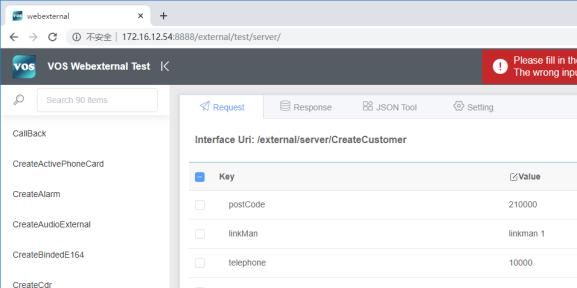 webexternal
不安全 172.16.12.54:8888/external/test/server/
VOS
VOS Webexternal Test
Please fill in the
The wrong inpu
Search 90 items
Request
Response
JSON Tool
Setting
CallBack
CreateActivePhoneCard
CreateAlarm
CreateAudioExternal
CreateBindedE164
CreateCdr
Interface Uri: /external/server/CreateCustomer
Key Value
postCode 210000
linkMan linkman 1
telephone 10000